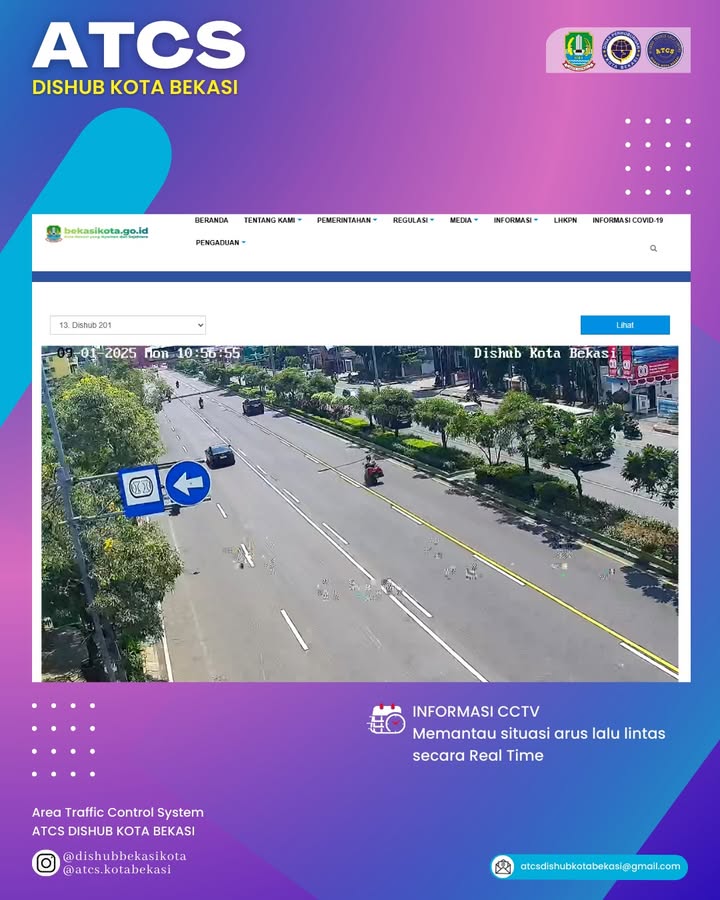 ATCS
DISHUB KOTA BEKASI
ATCS
bekasikota.go.id
BERANDA TENTANG KAMI PEMERINTAHAN REGULASI MEDIA INFORMASI LHKPN INFORMASI COVID-19
PENGADUAN
13. Dishub 201
Lihat
09-01-2025 Mon 10:56:55
Dishub Kota Bekasi
INFORMASI CCTV
Memantau situasi arus lalu lintas
secara Real Time
Area Traffic Control System
ATCS DISHUB KOTA BEKASI
@dishubbekasikota
@atcs.kotabekasi
atcsdishubkotabekasi@gmail.com